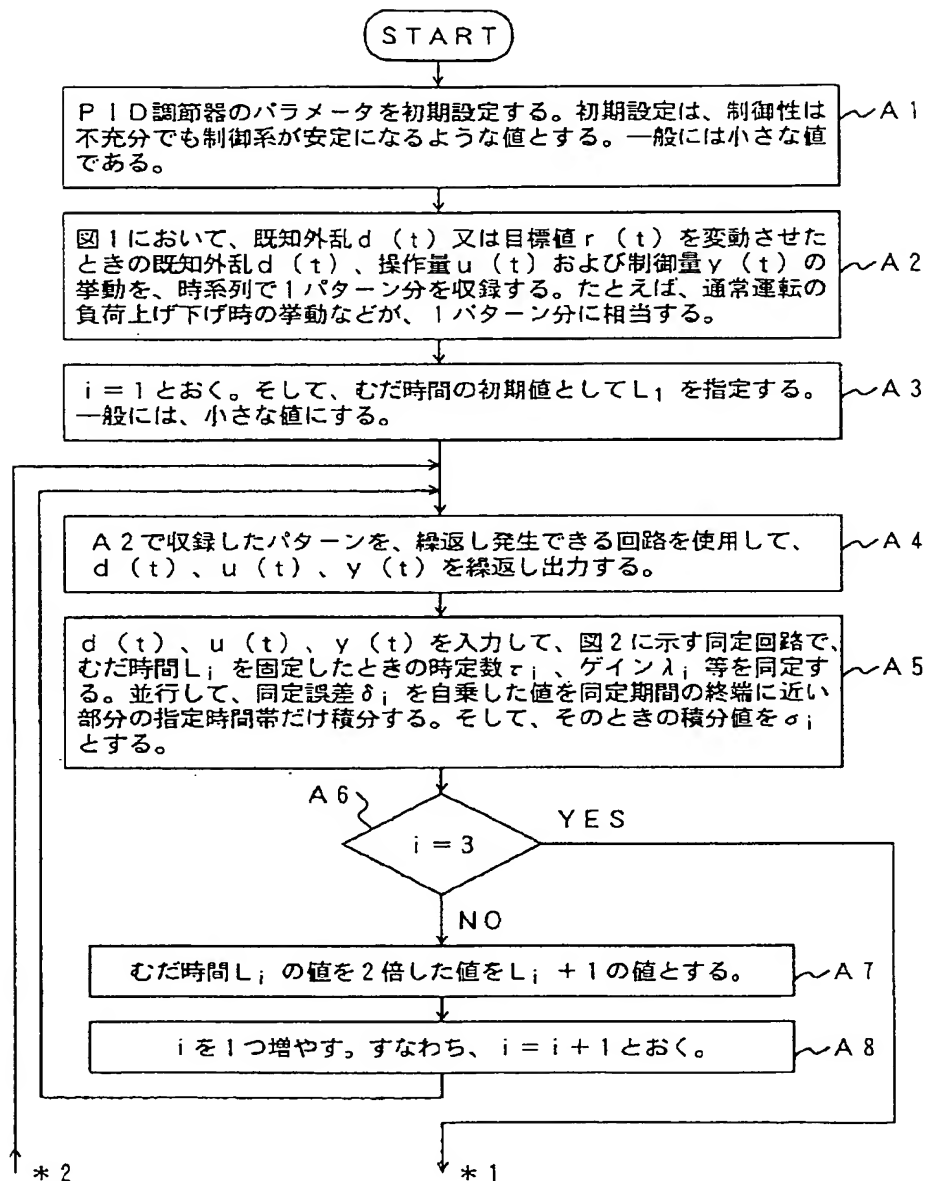 START
PID調節器のパラメータを初期設定する。初期設定は、制御性は
不充分でも制御系が安定になるような値とする。一般には小さな値
である。
A1
図1において、既知外乱d(t)又は目標値r(t)を変動させた
ときの既知外乱d(t)、操作量u(t)および制御量y(t)の
挙動を、時系列で1パターン分を収録する。たとえば、通常運転の
負荷上げ下げ時の挙動などが、1パターン分に相当する。
A2
i=1とおく。そして、むだ時間の初期値としてL₁を指定する。
一般には、小さな値にする。
A3
A2で収録したパターンを、繰返し発生できる回路を使用して、
d(t)、u(t)、y(t)を繰返し出力する。
A4
d(t)、u(t)、y(t)を入力して、図2に示す同定回路で、
むだ時間Lᵢを固定したときの時定数τᵢ、ゲインλᵢ等を同定す
る。並行して、同定誤差δᵢを自乗した値を同定期間の終端に近い
部分の指定時間帯だけ積分する。そして、そのときの積分値をσᵢ
とする。
A5
A6
i=3
YES
NO
むだ時間Lᵢの値を2倍した値をLᵢ+1の値とする。
A7
iを1つ増やす。すなわち、i=i+1とおく。
A8
*2
*1